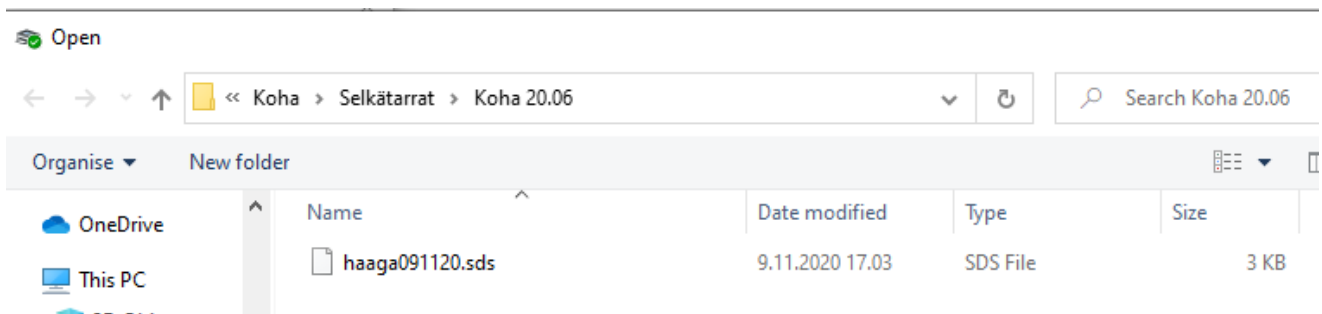 Open
« Koha › Selkätarrat › Koha 20.06
Search Koha 20.06
Organise
New folder
OneDrive
This PC
Name
Date modified
Type
Size
haaga091120.sds
9.11.2020 17.03
SDS File
3 KB